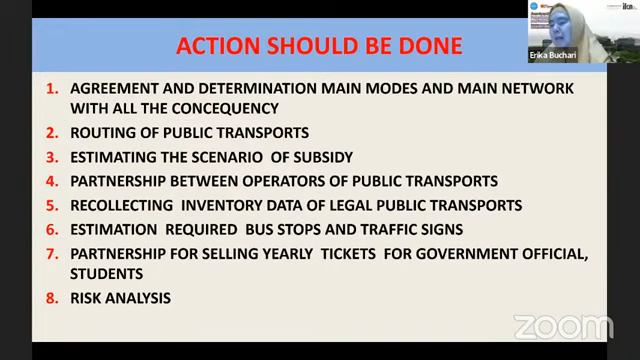 ACTION SHOULD BE DONE
1. AGREEMENT AND DETERMINATION MAIN MODES AND MAIN NETWORK
WITH ALL THE CONCEQUENCY
2. ROUTING OF PUBLIC TRANSPORTS
3. ESTIMATING THE SCENARIO OF SUBSIDY
4. PARTNERSHIP BETWEEN OPERATORS OF PUBLIC TRANSPORTS
5. RECOLLECTING INVENTORY DATA OF LEGAL PUBLIC TRANSPORTS
6. ESTIMATION REQUIRED BUS STOPS AND TRAFFIC SIGNS
7. PARTNERSHIP FOR SELLING YEARLY TICKETS FOR GOVERNMENT OFFICIAL,
STUDENTS
8. RISK ANALYSIS
Erika Buchari
zoom